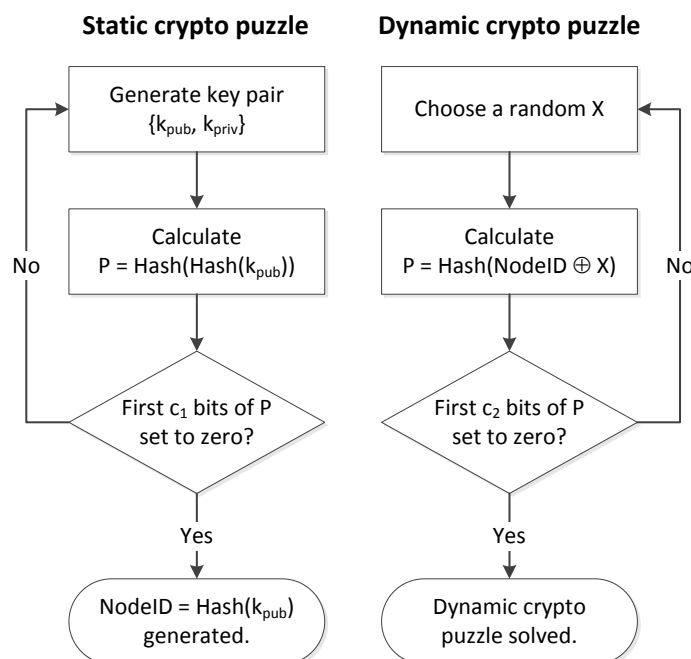 Static crypto puzzle
Generate key pair
{kpub, kpriv}
Calculate
P = Hash(Hash(kpub))
No
First c1 bits of P
set to zero?
Yes
NodeID = Hash(kpub)
generated.
Dynamic crypto puzzle
Choose a random X
Calculate
P = Hash(NodeID ⊕ X)
No
First c2 bits of P
set to zero?
Yes
Dynamic crypto
puzzle solved.